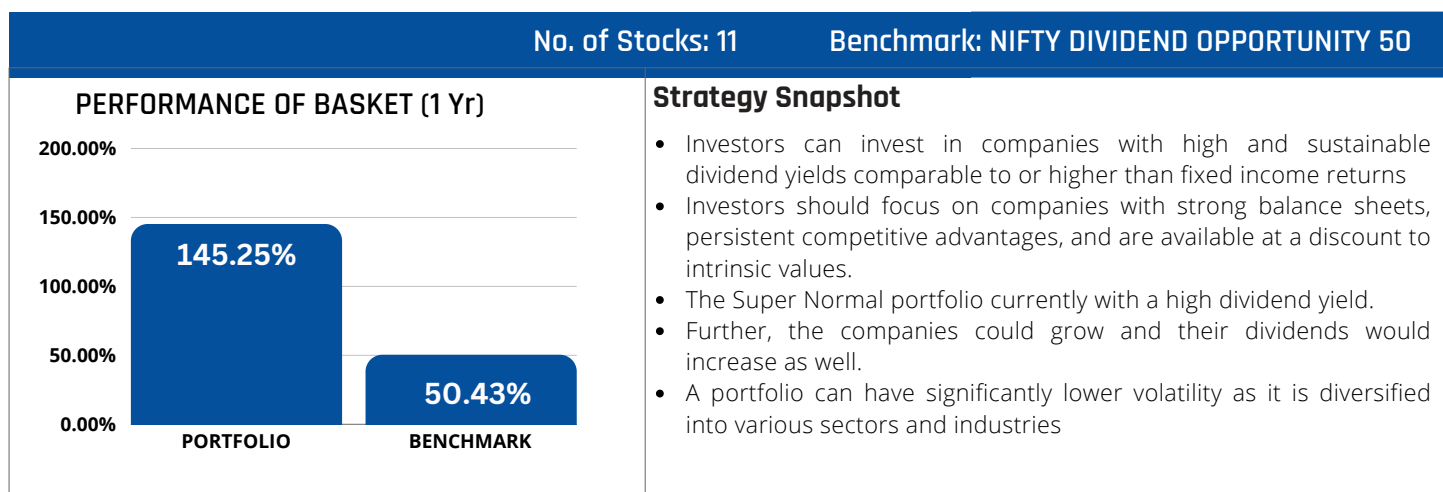 No. of Stocks: 11 Benchmark: NIFTY DIVIDEND OPPORTUNITY 50
PERFORMANCE OF BASKET (1 Yr)
200.00%
150.00%
100.00%
50.00%
0.00%
145.25%
50.43%
PORTFOLIO BENCHMARK
Strategy Snapshot
• Investors can invest in companies with high and sustainable
dividend yields comparable to or higher than fixed income returns
• Investors should focus on companies with strong balance sheets,
persistent competitive advantages, and are available at a discount to
intrinsic values.
• The Super Normal portfolio currently with a high dividend yield.
• Further, the companies could grow and their dividends would
increase as well.
• A portfolio can have significantly lower volatility as it is diversified
into various sectors and industries